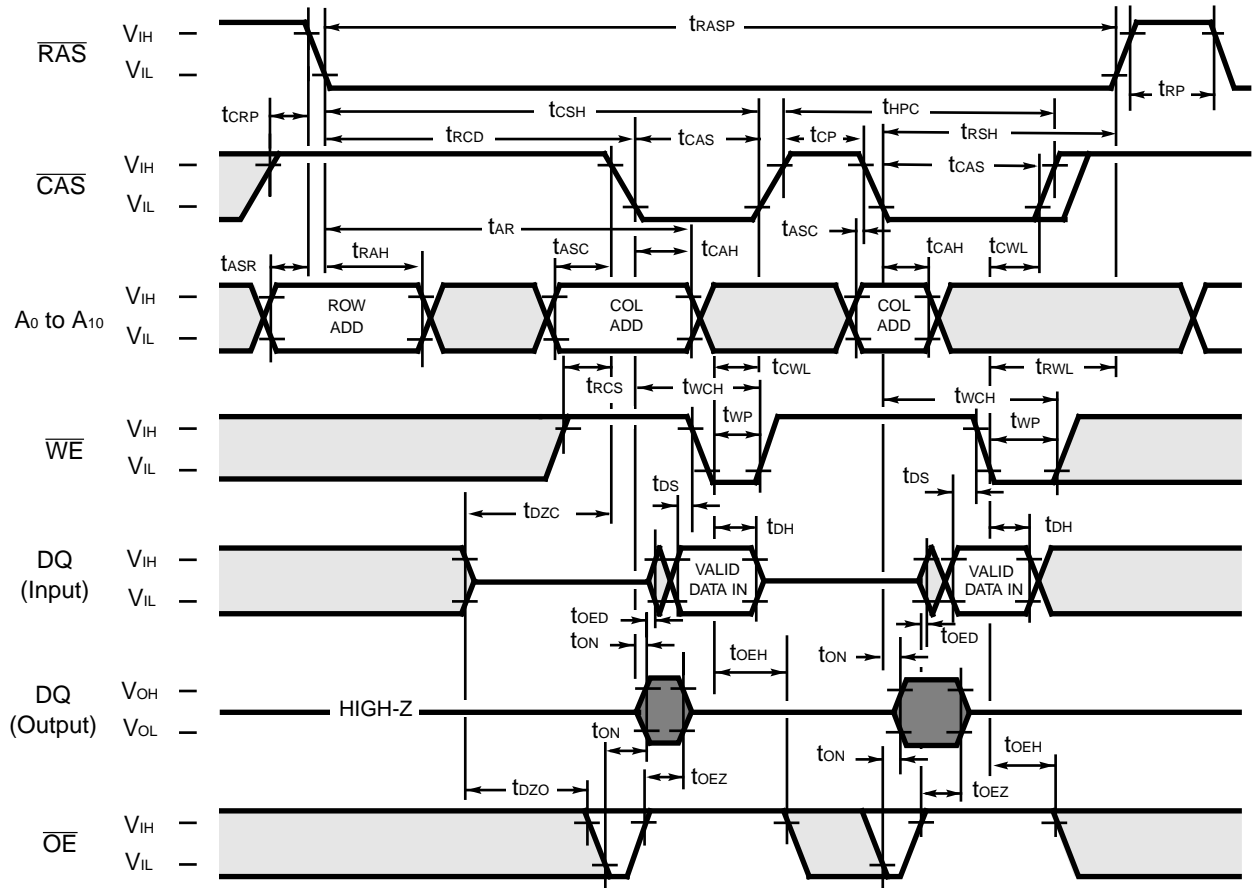 tRASP
RAS
VIH
VIL
tRP
tCRP
tCSH
tHPC
tRCD
tCAS
tCP
tRSH
CAS
VIH
VIL
tCAS
tAR
tASC
tASR
tRAH
tASC
tCAH
tCAH
tCWL
A0 to A10
VIH
VIL
ROW
ADD
COL
ADD
COL
ADD
tRCS
tWCH
tCWL
tRWL
tWCH
WE
VIH
VIL
tWP
tWP
tDZC
tDS
tDH
tDS
tDH
DQ
(Input)
VIH
VIL
VALID
DATA IN
VALID
DATA IN
tOED
tON
tOEH
tON
tOED
DQ
(Output)
VOH
VOL
HIGH-Z
tON
tOEZ
tON
tOEH
tOEZ
tDZO
OE
VIH
VIL